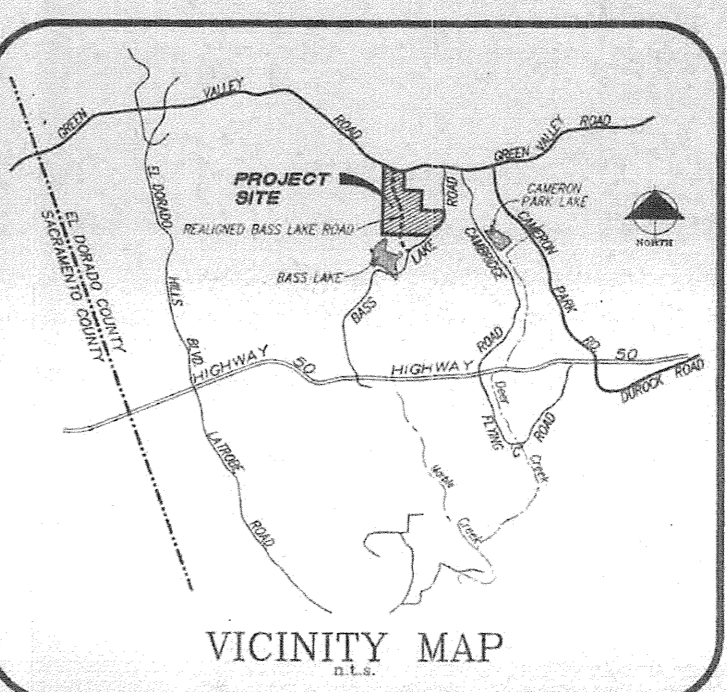 GREEN VALLEY ROAD
GREEN VALLEY ROAD
PROJECT
SITE
ROAD
CAMERON
PARK LAKE
NORTH
EL DORADO HILLS BLVD.
REALIGNED BASS LAKE ROAD
BASS LAKE
BASS LAKE
CAMBRIDGE ROAD
CAMERON PARK RD.
EL DORADO COUNTY
SACRAMENTO COUNTY
HIGHWAY 50
HIGHWAY 50
DUROCK ROAD
Deer Creek
FLYING G ROAD
LATROBE ROAD
Marble Creek
VICINITY MAP
n.t.s.